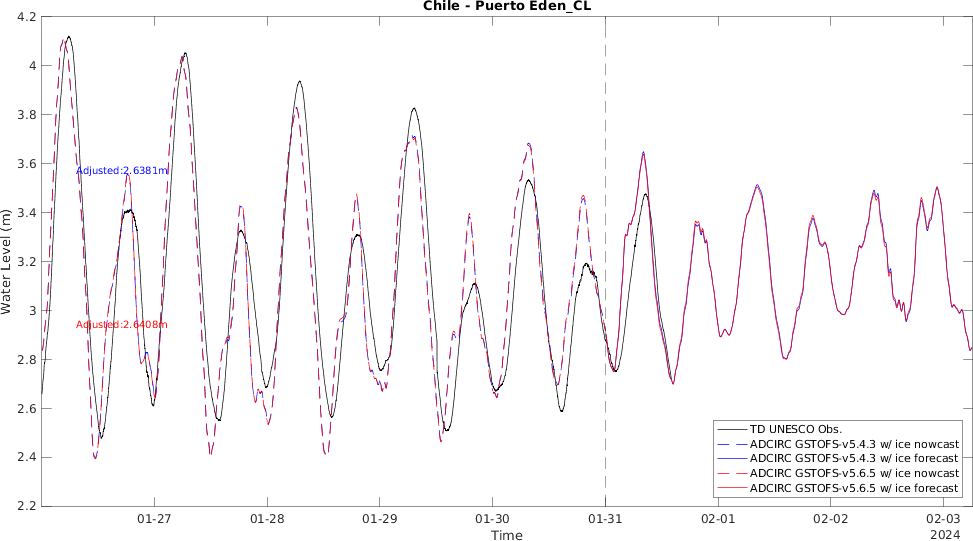 Chile - Puerto Eden_CL
4.2
4
3.8
3.6
3.4
3.2
3
2.8
2.6
2.4
2.2
Water Level (m)
Adjusted:2.6381m
Adjusted:2.6408m
TD UNESCO Obs.
ADCIRC GSTOFS-v5.4.3 w/ ice nowcast
ADCIRC GSTOFS-v5.4.3 w/ ice forecast
ADCIRC GSTOFS-v5.6.5 w/ ice nowcast
ADCIRC GSTOFS-v5.6.5 w/ ice forecast
01-27 01-28 01-29 01-30 01-31 02-01 02-02 02-03
Time 2024